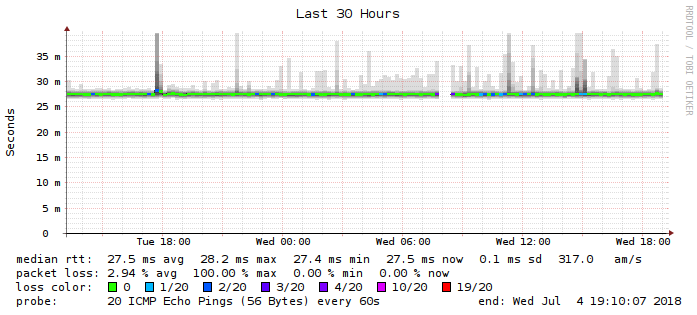 Last 30 Hours
RRDTOOL / TOBI OETIKER
Seconds
35 m
30 m
25 m
20 m
15 m
10 m
5 m
0
Tue 18:00 Wed 00:00 Wed 06:00 Wed 12:00 Wed 18:00
median rtt: 27.5 ms avg 28.2 ms max 27.4 ms min 27.5 ms now 0.1 ms sd 317.0 am/s
packet loss: 2.94 % avg 100.00 % max 0.00 % min 0.00 % now
loss color: 0 1/20 2/20 3/20 4/20 10/20 19/20
probe: 20 ICMP Echo Pings (56 Bytes) every 60s end: Wed Jul 4 19:10:07 2018